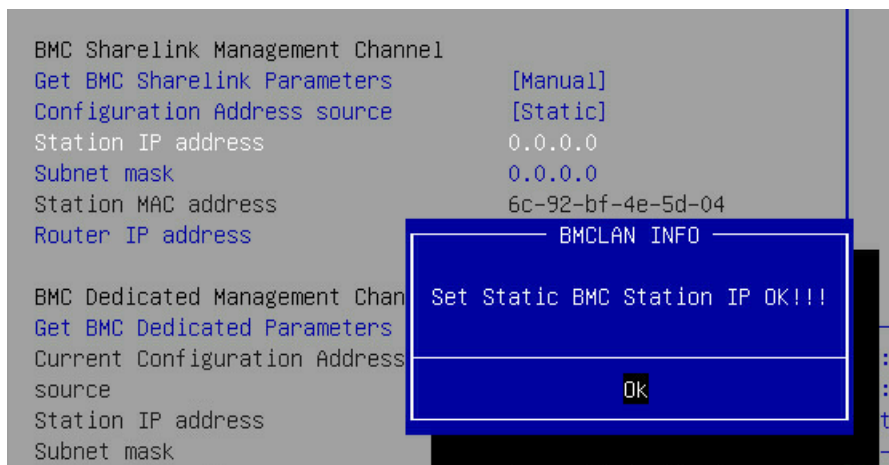 BMC Sharelink Management Channel
Get BMC Sharelink Parameters [Manual]
Configuration Address source [Static]
Station IP address 0.0.0.0
Subnet mask 0.0.0.0
Station MAC address 6c-92-bf-4e-5d-04
Router IP address
BMC Dedicated Management Chan
Get BMC Dedicated Parameters
Current Configuration Address
source
Station IP address
Subnet mask
BMCLAN INFO
Set Static BMC Station IP OK!!!
Ok